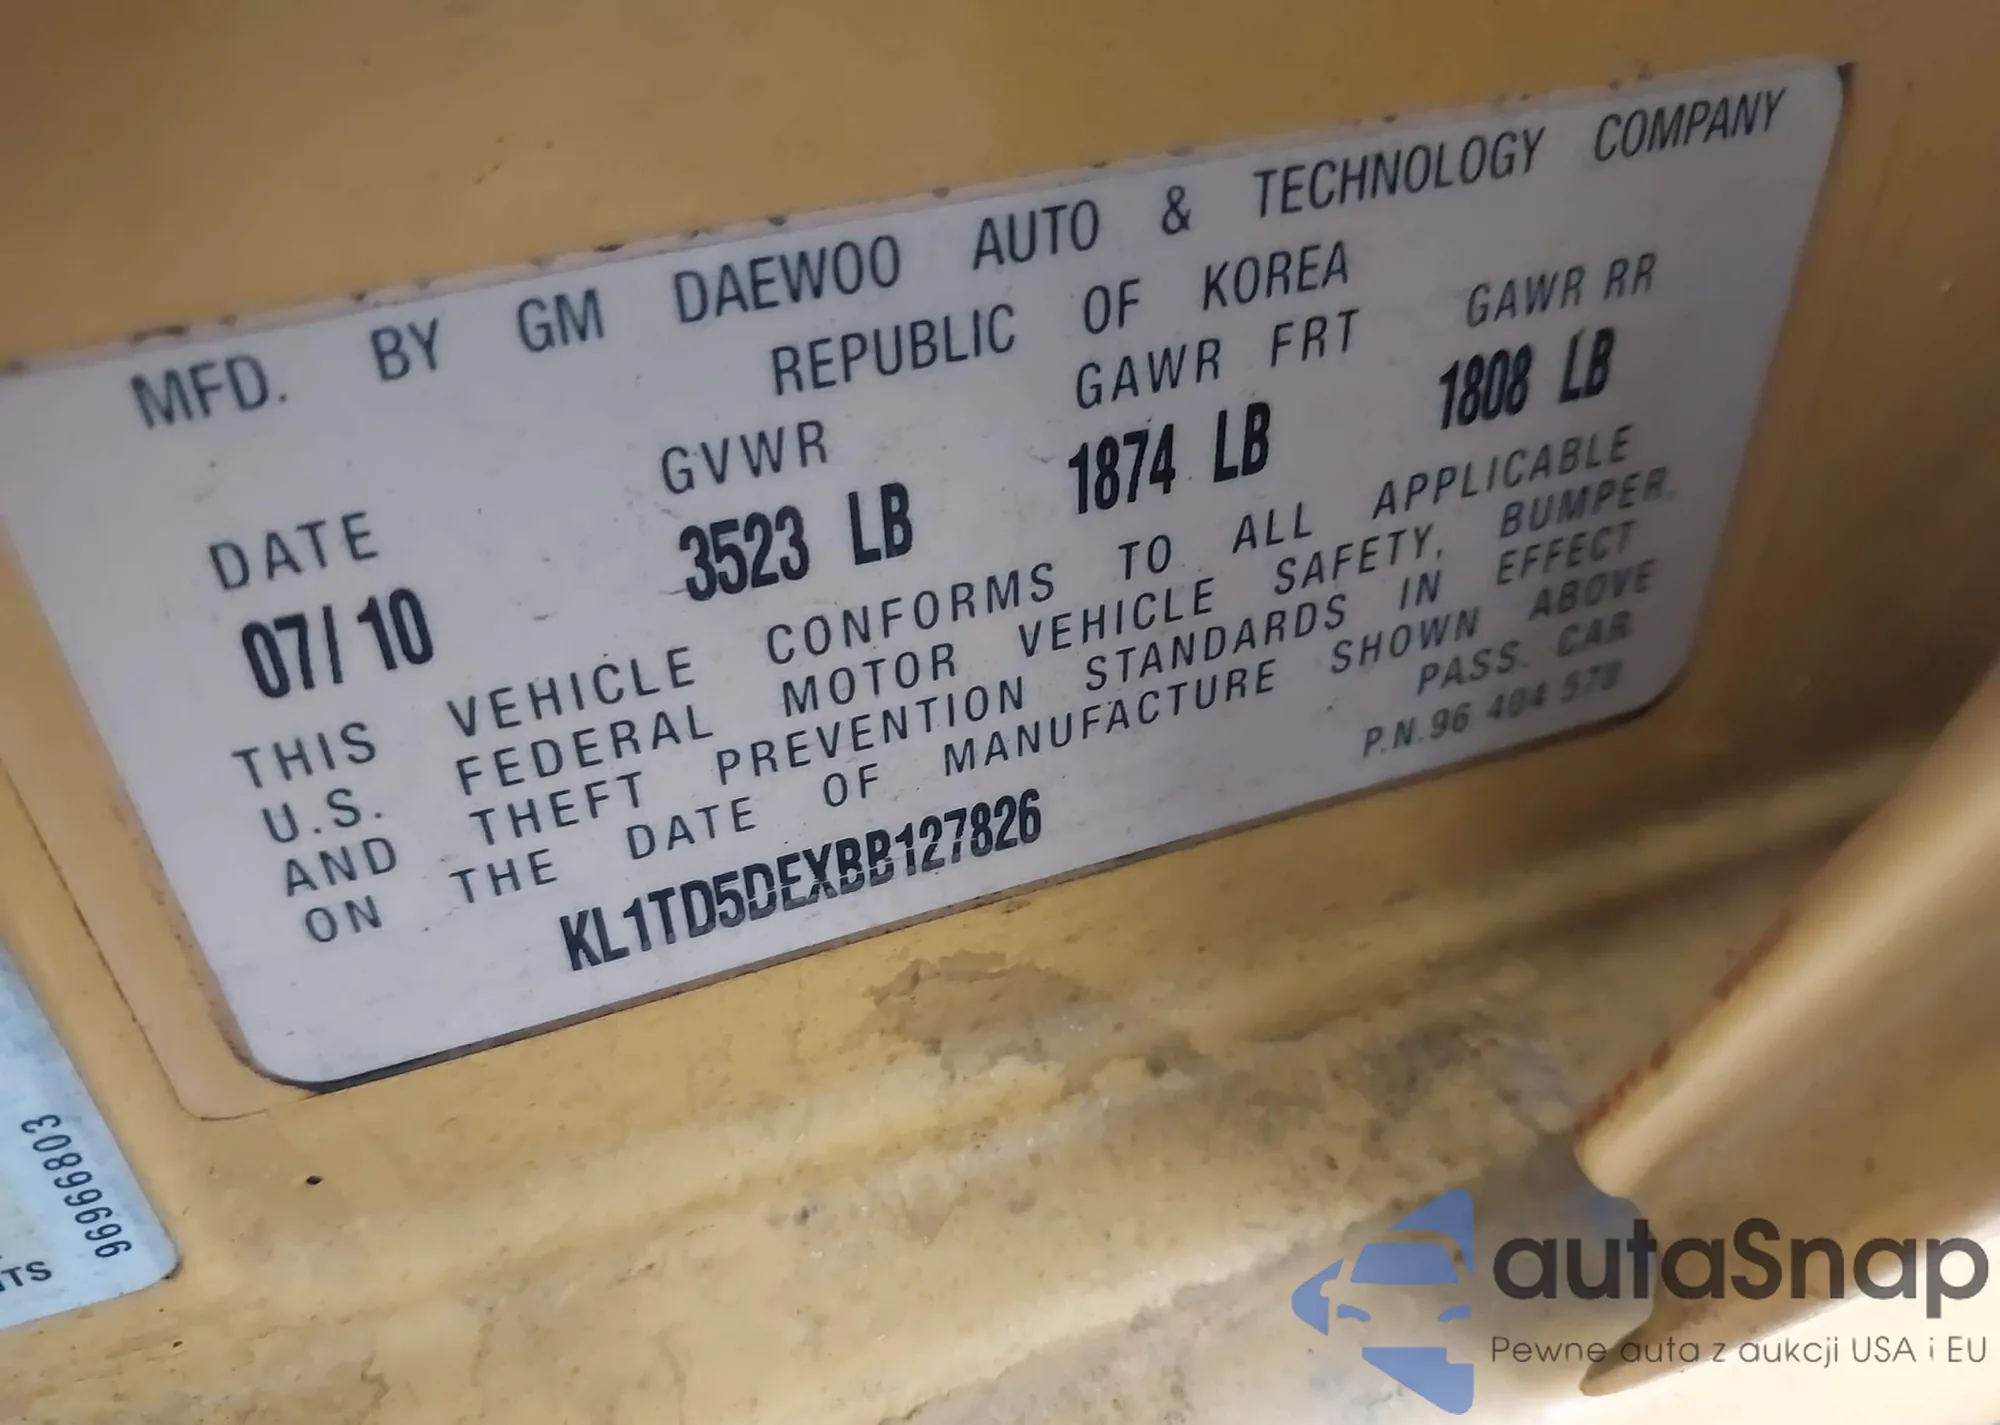 MFD. BY GM DAEWOO AUTO & TECHNOLOGY COMPANY
REPUBLIC OF KOREA
DATE GVWR GAWR FRT GAWR RR
07/10 3523 LB 1874 LB 1808 LB
THIS VEHICLE CONFORMS TO ALL APPLICABLE
U.S. FEDERAL MOTOR VEHICLE SAFETY, BUMPER,
AND THEFT PREVENTION STANDARDS IN EFFECT
ON THE DATE OF MANUFACTURE SHOWN ABOVE
PASS. CAR
KL1TD5DEXBB127826
P.N.96 404 578
96966803
TS
autaSnap
Pewne auta z aukcji USA i EU